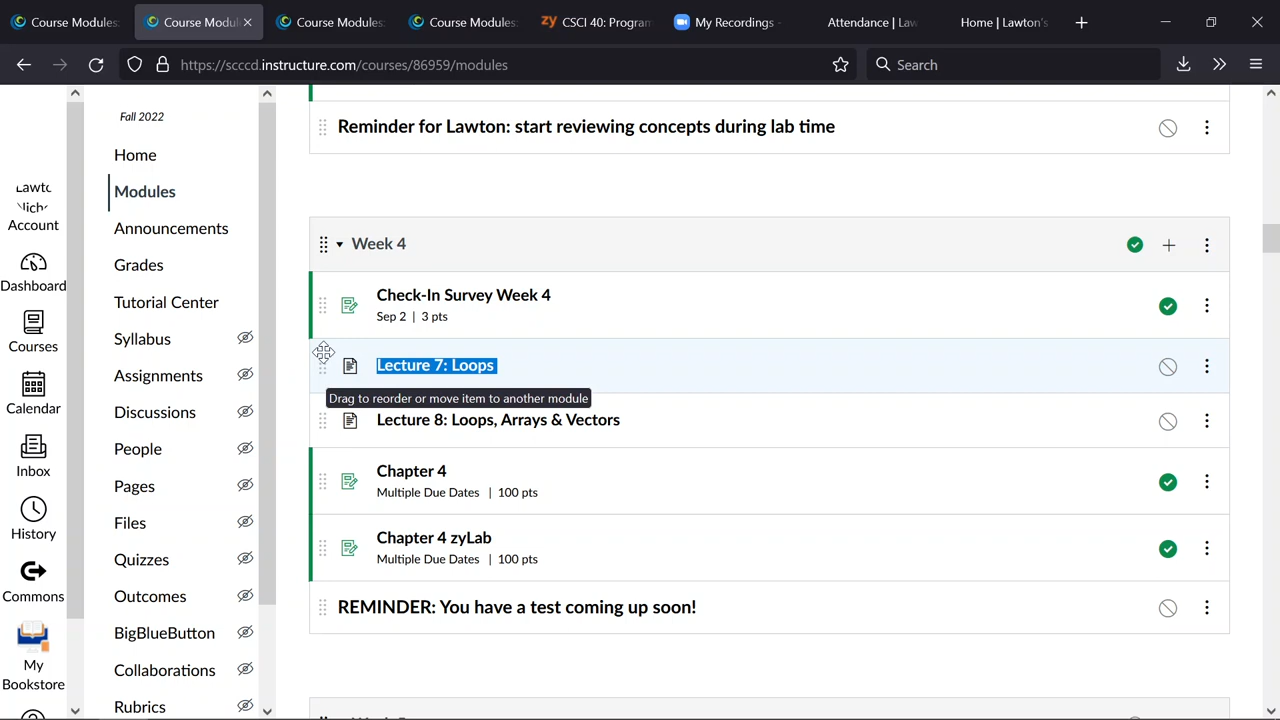 Course Modules:
Course Modul
Course Modules:
Course Modules:
zy CSCI 40: Program
My Recordings -
Attendance | Law
Home | Lawton's
https://scccd.instructure.com/courses/86959/modules
Search
Account
Dashboard
Courses
Calendar
Inbox
History
Commons
My
Bookstore
Fall 2022
Home
Modules
Announcements
Grades
Tutorial Center
Syllabus
Assignments
Discussions
People
Pages
Files
Quizzes
Outcomes
BigBlueButton
Collaborations
Rubrics
Reminder for Lawton: start reviewing concepts during lab time
Week 4
Check-In Survey Week 4
Sep 2 | 3 pts
Lecture 7: Loops
Drag to reorder or move item to another module
Lecture 8: Loops, Arrays & Vectors
Chapter 4
Multiple Due Dates | 100 pts
Chapter 4 zyLab
Multiple Due Dates | 100 pts
REMINDER: You have a test coming up soon!